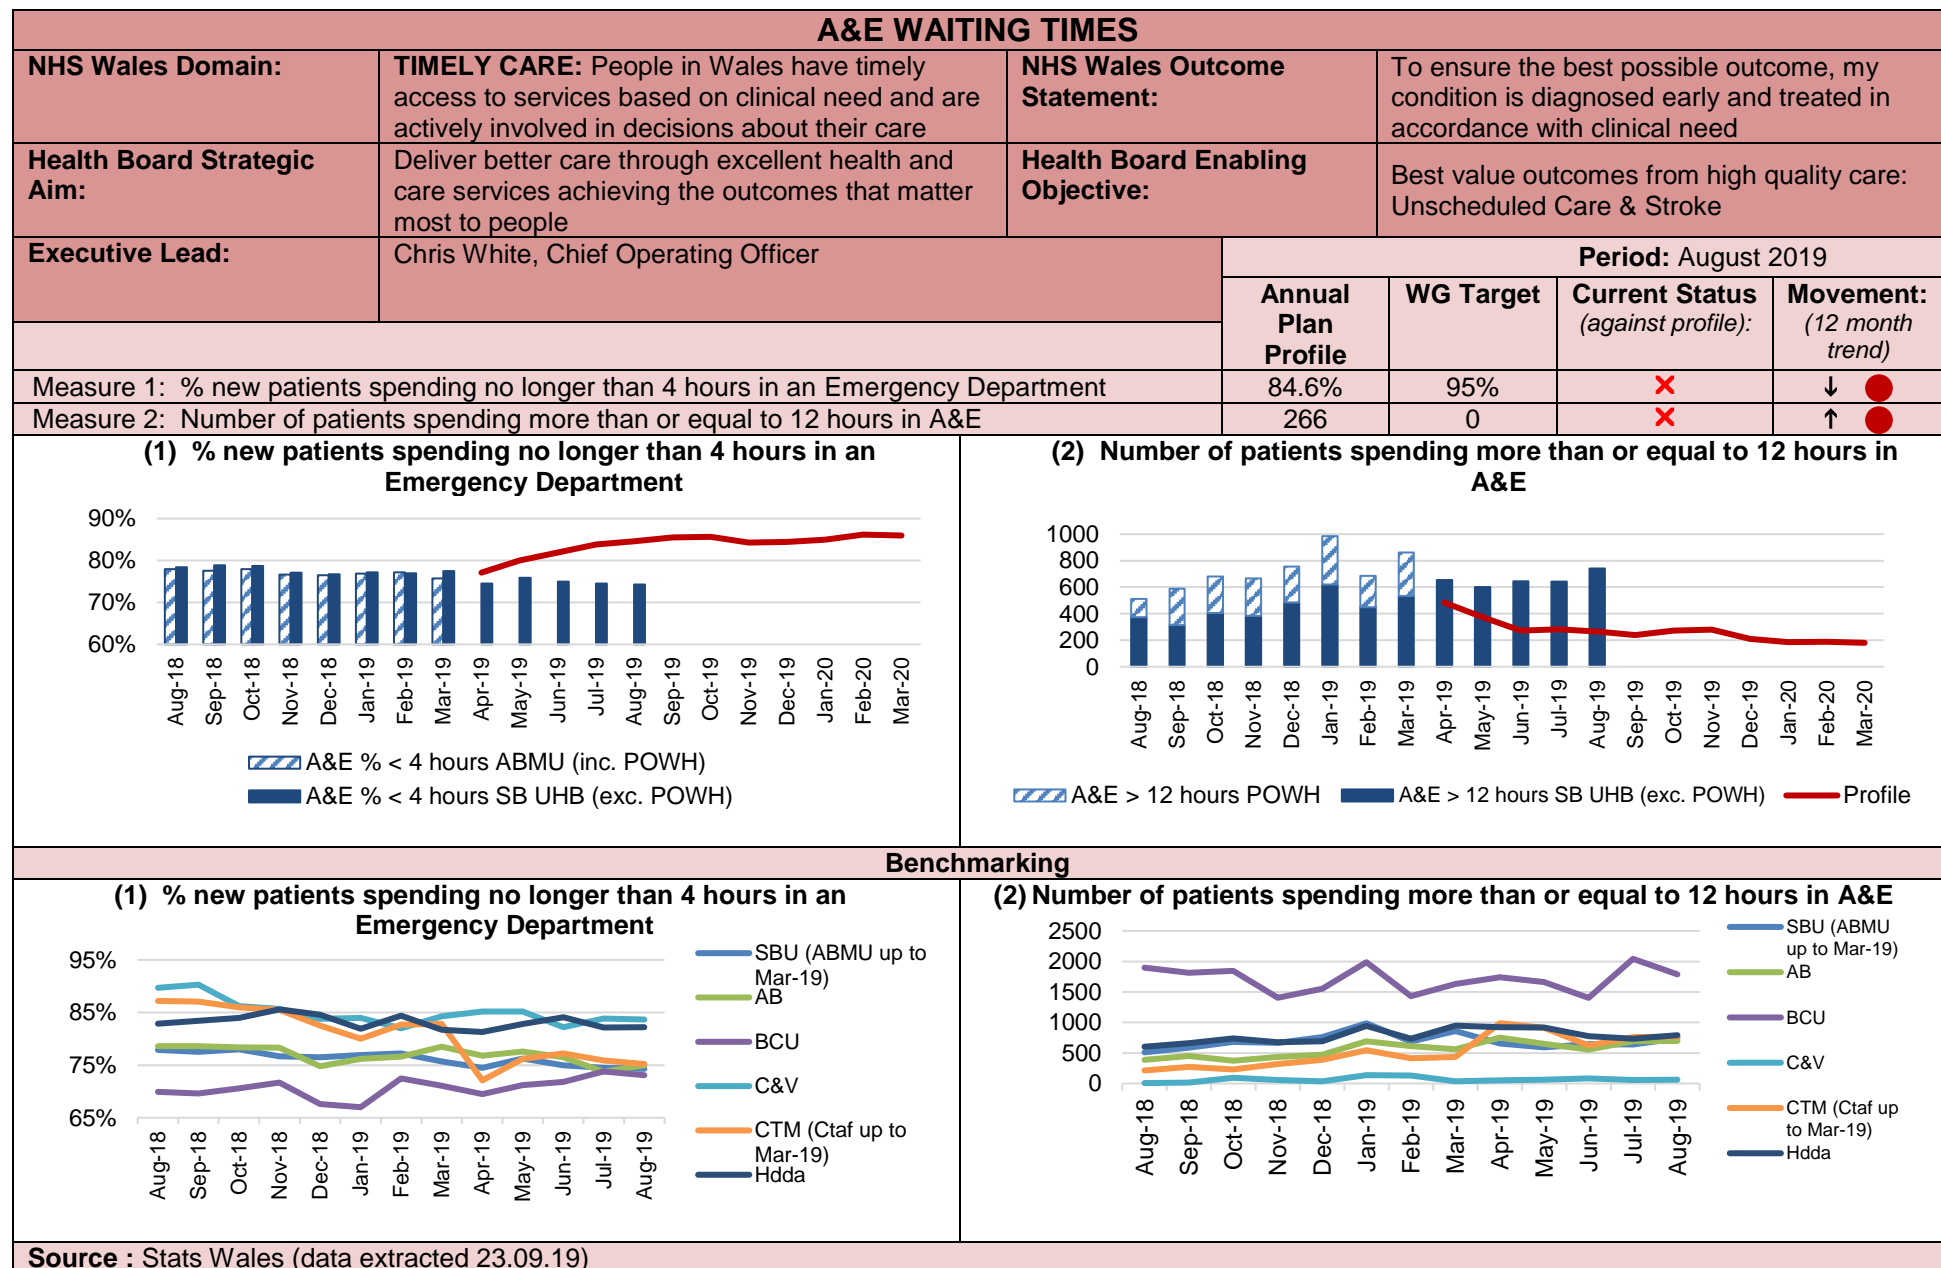 A&E WAITING TIMES
NHS Wales Domain:
TIMELY CARE: People in Wales have timely
access to services based on clinical need and are
actively involved in decisions about their care
NHS Wales Outcome
Statement:
To ensure the best possible outcome, my
condition is diagnosed early and treated in
accordance with clinical need
Health Board Strategic
Aim:
Deliver better care through excellent health and
care services achieving the outcomes that matter
most to people
Health Board Enabling
Objective:
Best value outcomes from high quality care:
Unscheduled Care & Stroke
Executive Lead:
Chris White, Chief Operating Officer
Period: August 2019
Annual
Plan
Profile
WG Target
Current Status
(against profile):
Movement:
(12 month
trend)
Measure 1: % new patients spending no longer than 4 hours in an Emergency Department
84.6%
95%
Measure 2: Number of patients spending more than or equal to 12 hours in A&E
266
0
(1) % new patients spending no longer than 4 hours in an
Emergency Department
90%
80%
70%
60%
Aug-18
Sep-18
Oct-18
Nov-18
Dec-18
Jan-19
Feb-19
Mar-19
Apr-19
May-19
Jun-19
Jul-19
Aug-19
Sep-19
Oct-19
Nov-19
Dec-19
Jan-20
Feb-20
Mar-20
A&E % < 4 hours ABMU (inc. POWH)
A&E % < 4 hours SB UHB (exc. POWH)
(2) Number of patients spending more than or equal to 12 hours in
A&E
1000
800
600
400
200
0
Aug-18
Sep-18
Oct-18
Nov-18
Dec-18
Jan-19
Feb-19
Mar-19
Apr-19
May-19
Jun-19
Jul-19
Aug-19
Sep-19
Oct-19
Nov-19
Dec-19
Jan-20
Feb-20
Mar-20
A&E > 12 hours POWH
A&E > 12 hours SB UHB (exc. POWH)
Profile
Benchmarking
(1) % new patients spending no longer than 4 hours in an
Emergency Department
95%
85%
75%
65%
Aug-18
Sep-18
Oct-18
Nov-18
Dec-18
Jan-19
Feb-19
Mar-19
Apr-19
May-19
Jun-19
Jul-19
Aug-19
SBU (ABMU up to
Mar-19)
AB
BCU
C&V
CTM (Ctaf up to
Mar-19)
Hdda
(2) Number of patients spending more than or equal to 12 hours in A&E
2500
2000
1500
1000
500
0
Aug-18
Sep-18
Oct-18
Nov-18
Dec-18
Jan-19
Feb-19
Mar-19
Apr-19
May-19
Jun-19
Jul-19
Aug-19
SBU (ABMU
up to Mar-19)
AB
BCU
C&V
CTM (Ctaf up
to Mar-19)
Hdda
Source : Stats Wales (data extracted 23.09.19)